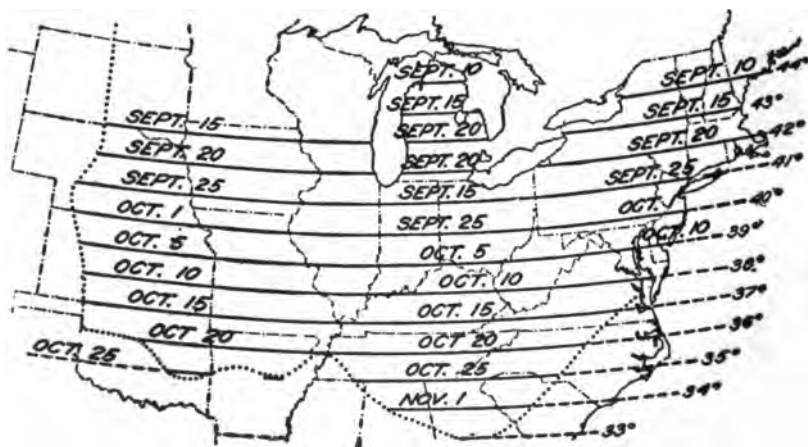 SEPT. 10
SEPT. 10
44°
SEPT. 15
SEPT. 15
43°
SEPT. 15
SEPT. 20
SEPT. 20
42°
SEPT. 20
SEPT. 20
SEPT. 25
SEPT. 15
SEPT. 25
41°
OCT. 1
SEPT. 25
OCT.
40°
OCT. 5
OCT. 5
OCT. 10
39°
OCT. 10
OCT. 10
38°
OCT. 15
OCT. 15
37°
OCT 20
OCT 20
36°
OCT. 25
OCT. 25
35°
NOV. 1
34°
33°